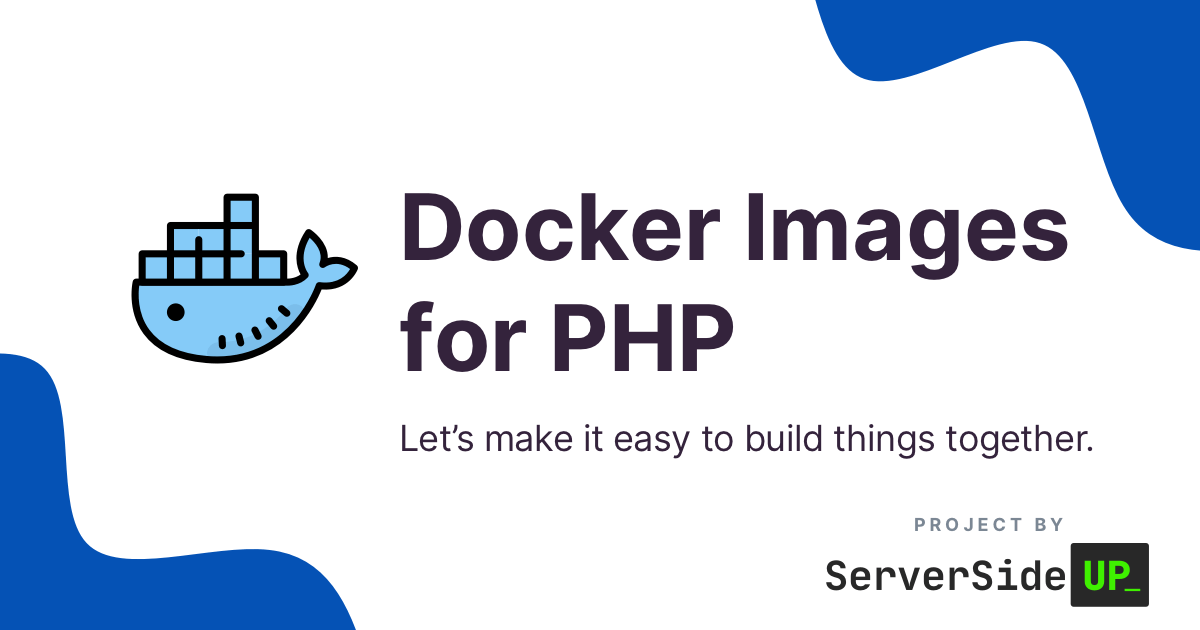 Docker Images
for PHP
Let’s make it easy to build things together.
PROJECT BY
ServerSide UP_